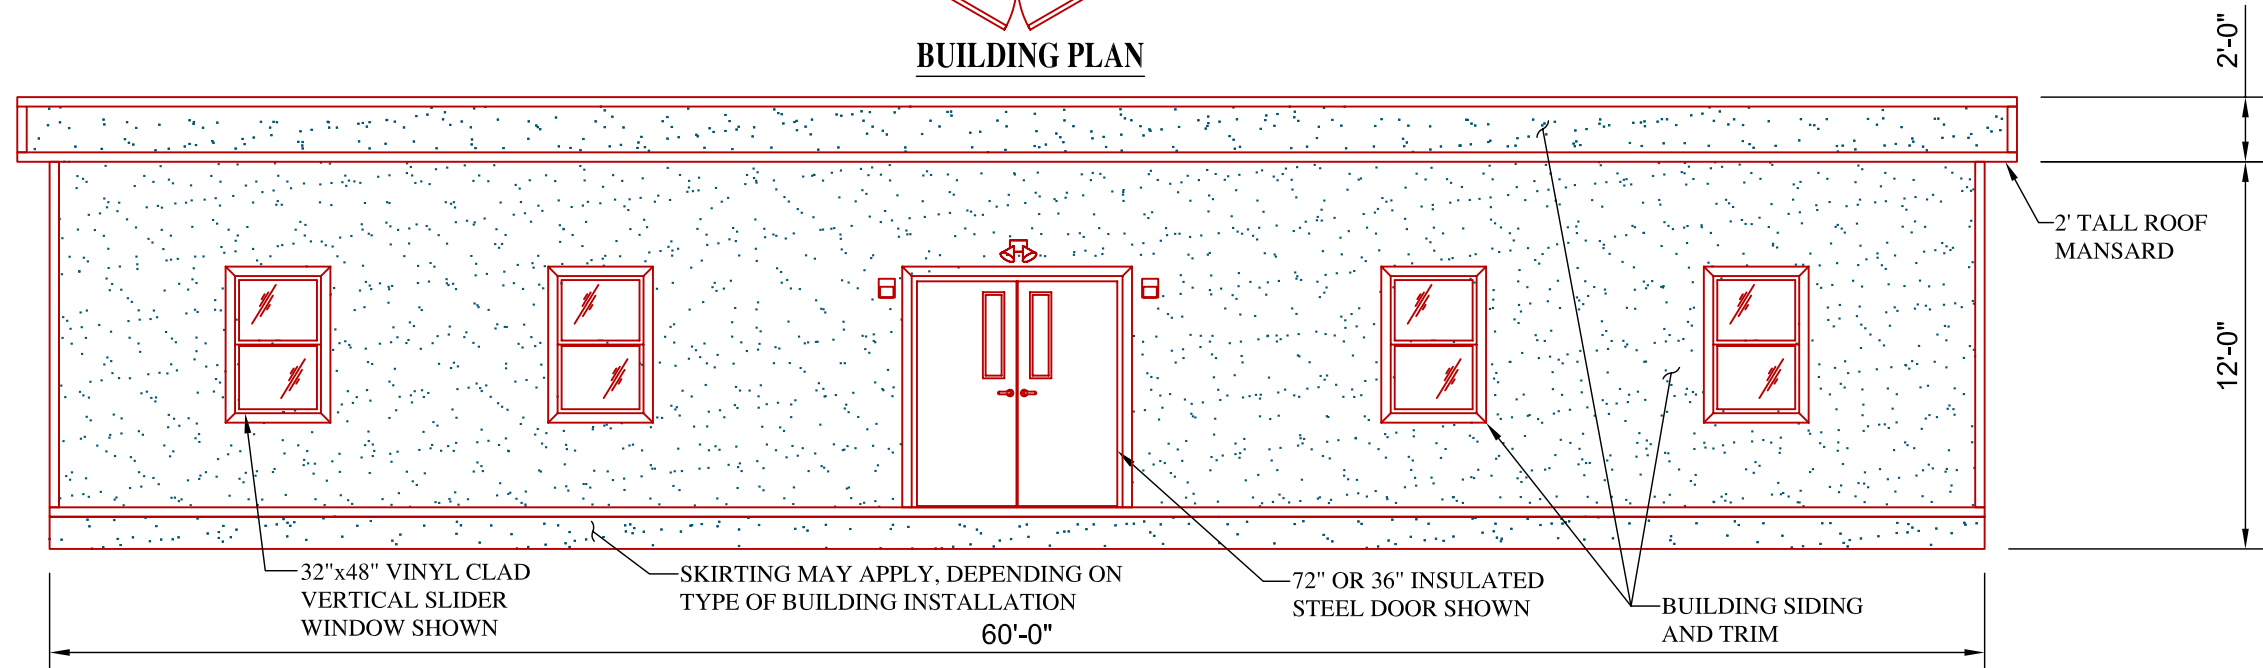 BUILDING PLAN
2'-0"
2' TALL ROOF
MANSARD
12'-0"
32"x48" VINYL CLAD
VERTICAL SLIDER
WINDOW SHOWN
SKIRTING MAY APPLY, DEPENDING ON
TYPE OF BUILDING INSTALLATION
72" OR 36" INSULATED
STEEL DOOR SHOWN
BUILDING SIDING
AND TRIM
60'-0"